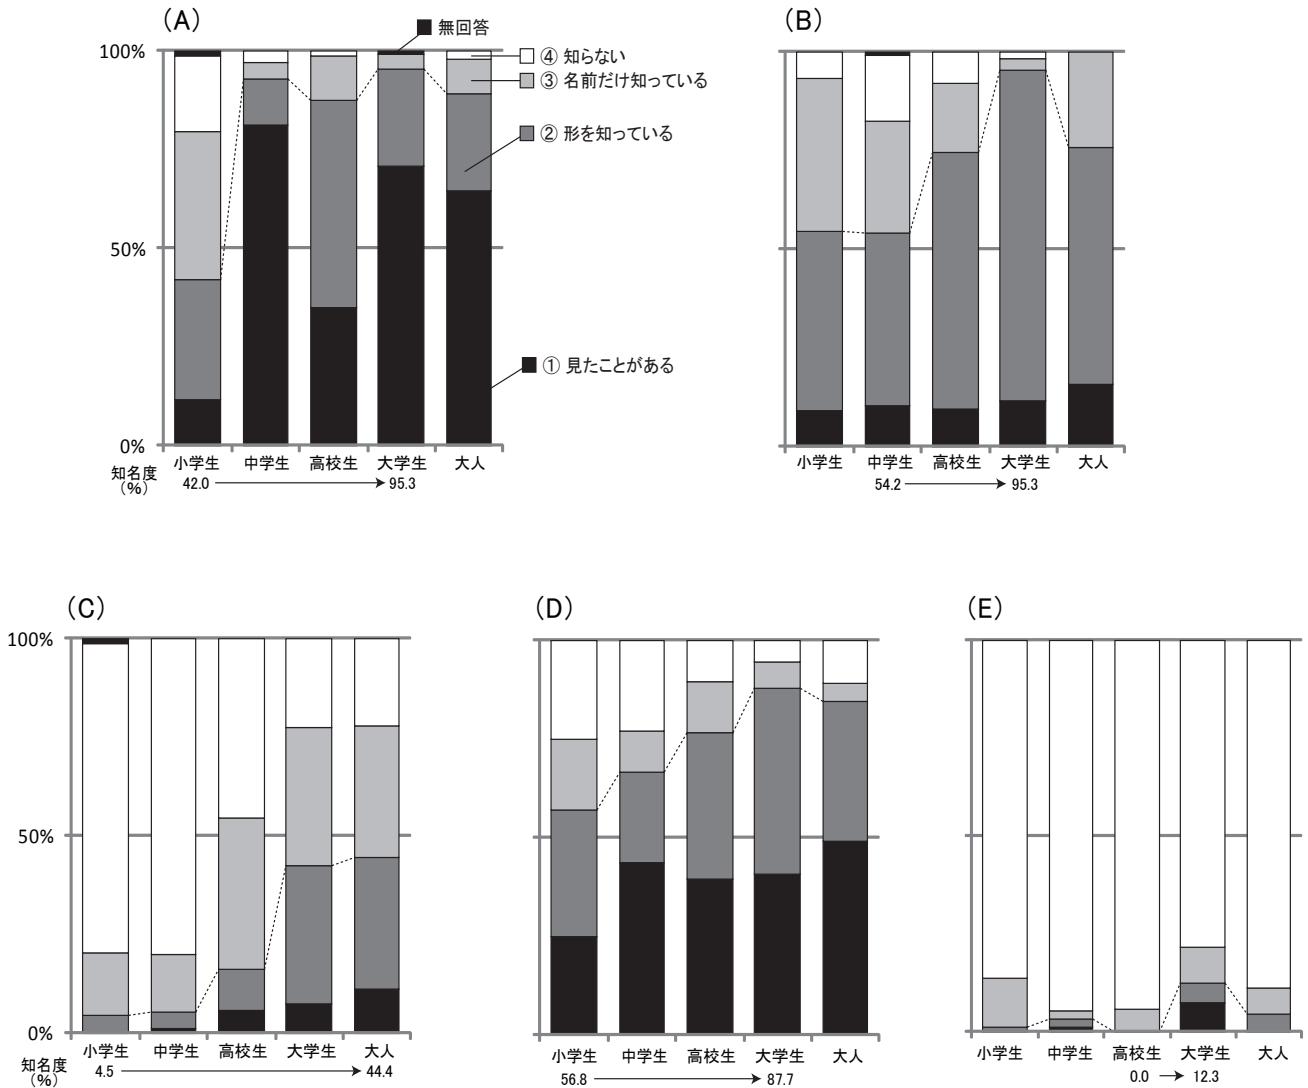 (A)
■ 無回答
100%
□ ④ 知らない
■ ③ 名前だけ知っている
■ ② 形を知っている
50%
■ ① 見たことがある
0%
小学生 中学生 高校生 大学生 大人
知名度
(%)
42.0 → 95.3
(B)
小学生 中学生 高校生 大学生 大人
54.2 → 95.3
(C)
100%
50%
0%
小学生 中学生 高校生 大学生 大人
知名度
(%)
4.5 → 44.4
(D)
小学生 中学生 高校生 大学生 大人
56.8 → 87.7
(E)
小学生 中学生 高校生 大学生 大人
0.0 → 12.3